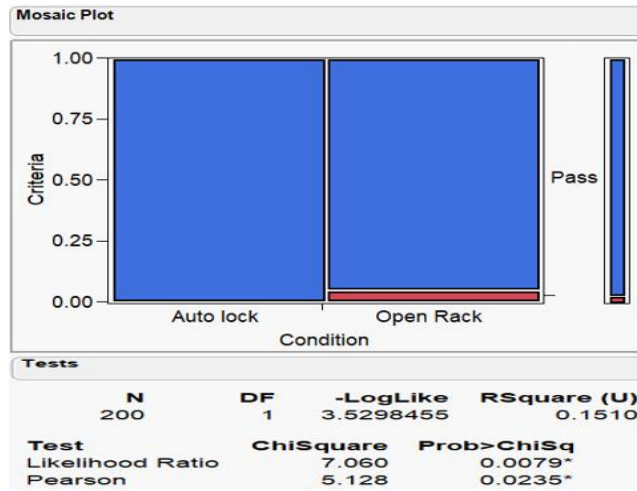 Mosaic Plot
1.00
0.75
0.50
0.25
0.00
Criteria
Pass
Auto lock Open Rack
Condition
Tests
N DF -LogLike RSquare (U)
200 1 3.5298455 0.1510
Test ChiSquare Prob>ChiSq
Likelihood Ratio 7.060 0.0079*
Pearson 5.128 0.0235*